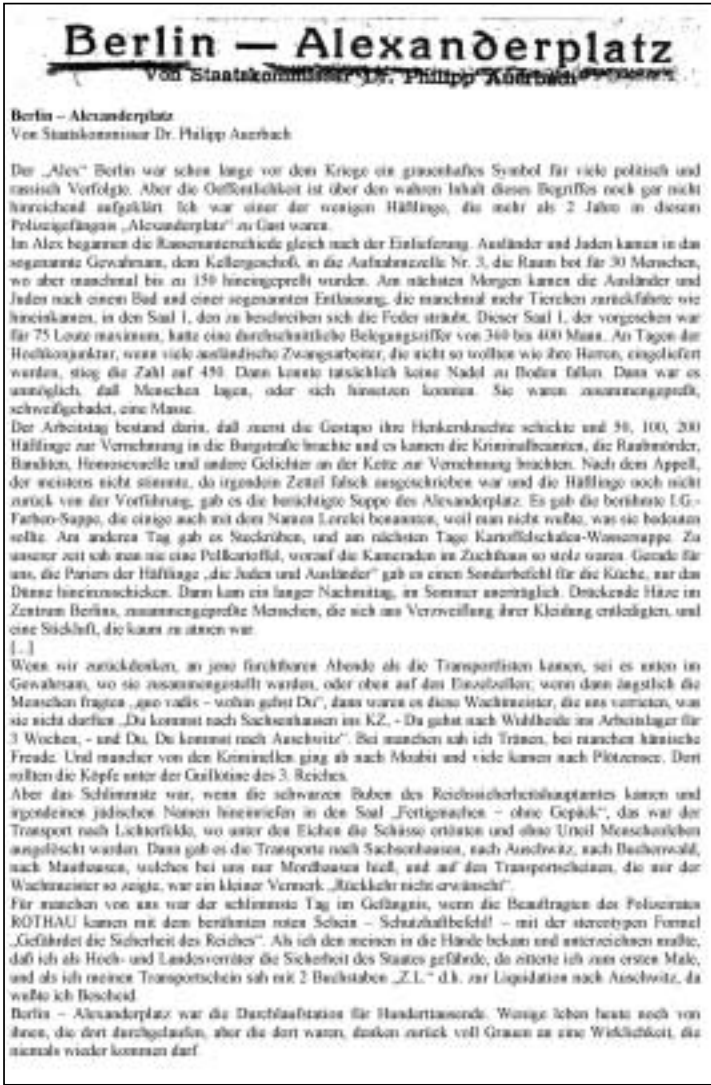 Berlin — Alexanderplatz
Von Staatskommissar Dr. Philipp Auerbach
Berlin – Alexanderplatz
Von Staatskommissar Dr. Philipp Auerbach
Der „Alex“ Berlin war schon lange vor dem Kriege ein grauenhaftes Symbol für viele politisch und
rassisch Verfolgte. Aber die Oeffentlichkeit ist über den wahren Inhalt dieses Begriffes noch gar nicht
hinreichend aufgeklärt. Ich war einer der wenigen Häftlinge, die mehr als 2 Jahre in diesem
Polizeigefängnis „Alexanderplatz“ zu Gast waren.
Im Alex begannen die Rassenunterschiede gleich nach der Einlieferung. Ausländer und Juden kamen in das
sogenannte Gewahrsam, dem Kellergeschoß, in die Aufnahmezelle Nr. 3, die Raum bot für 30 Menschen,
wo aber manchmal bis zu 150 hineingepreßt wurden. Am nächsten Morgen kamen die Ausländer und
Juden nach einem Bad und einer sogenannten Entlausung, die manchmal mehr Tierchen zurückführte wie
hineinkamen, in den Saal 1, den zu beschreiben sich die Feder sträubt. Dieser Saal 1, der vorgesehen war
für 75 Leute maximum, hatte eine durchschnittliche Belegungsziffer von 360 bis 400 Mann. An Tagen der
Hochkonjunktur, wenn viele ausländische Zwangsarbeiter, die nicht so wollten wie ihre Herren, eingeliefert
wurden, stieg die Zahl auf 450. Dann konnte tatsächlich keine Nadel zu Boden fallen. Dann war es
unmöglich, daß Menschen lagen, oder sich hinsetzen konnten. Sie waren zusammengepreßt,
schweißgebadet, eine Masse.
Der Arbeitstag bestand darin, daß zuerst die Gestapo ihre Henkersknechte schickte und 50, 100, 200
Häftlinge zur Vernehmung in die Burgstraße brachte und es kamen die Kriminalbeamten, die Raubmörder,
Banditen, Homosexuelle und andere Gelichter an der Kette zur Vernehmung brachten. Nach dem Appell,
der meistens nicht stimmte, da irgendein Zettel falsch ausgeschrieben war und die Häftlinge noch nicht
zurück von der Vorführung, gab es die berüchtigte Suppe des Alexanderplatz. Es gab die berühmte I.G.-
Farben-Suppe, die einige auch mit dem Namen Lorelei benannten, weil man nicht wußte, was sie bedeuten
sollte. Am anderen Tag gab es Steckrüben, und am nächsten Tage Kartoffelschalen-Wassersuppe. Zu
unserer zeit sah man nie eine Pellkartoffel, worauf die Kameraden im Zuchthaus so stolz waren. Gerade für
uns, die Pariers der Häftlinge „die Juden und Ausländer“ gab es einen Sonderbefehl für die Küche, nur das
Dünne hineinzuschicken. Dann kam ein langer Nachmittag, im Sommer unerträglich. Drückende Hitze im
Zentrum Berlins, zusammengepreßte Menschen, die sich aus Verzweiflung ihrer Kleidung entledigten, und
eine Stickluft, die kaum zu atmen war.
[...]
Wenn wir zurückdenken, an jene furchtbaren Abende als die Transportlisten kamen, sei es unten im
Gewahrsam, wo sie zusammengestellt wurden, oder oben auf den Einzelzellen; wenn dann ängstlich die
Menschen fragten „quo vadis – wohin gehst Du“, dann waren es diese Wachtmeister, die uns verrieten, was
sie nicht durften „Du kommst nach Sachsenhausen ins KZ, - Du gehst nach Wuhlheide ins Arbeitslager für
3 Wochen, - und Du, Du kommst nach Auschwitz“. Bei manchen sah ich Tränen, bei manchen hämische
Freude. Und mancher von den Kriminellen ging ab nach Moabit und viele kamen nach Plötzensee. Dort
rollten die Köpfe unter der Guillotine des 3. Reiches.
Aber das Schlimmste war, wenn die schwarzen Buben des Reichssicherheitshauptamtes kamen und
irgendeinen jüdischen Namen hineinriefen in den Saal „Fertigmachen – ohne Gepäck“, das war der
Transport nach Lichterfelde, wo unter den Eichen die Schüsse ertönten und ohne Urteil Menschenleben
ausgelöscht wurden. Dann gab es die Transporte nach Sachsenhausen, nach Auschwitz, nach Buchenwald,
nach Mauthausen, welches bei uns nur Mordhausen hieß, und auf den Transportscheinen, die mir der
Wachtmeister so zeigte, war ein kleiner Vermerk „Rückkehr nicht erwünscht“.
Für manchen von uns war der schlimmste Tag im Gefängnis, wenn die Beauftragten des Polizeirates
ROTHAU kamen mit dem berühmten roten Schein – Schutzhaftbefehl! – mit der stereotypen Formel
„Gefährdet die Sicherheit des Reiches“. Als ich den meinen in die Hände bekam und unterzeichnen mußte,
daß ich als Hoch- und Landesverräter die Sicherheit des Staates gefährde, da zitterte ich zum ersten Male,
und als ich meinen Transportschein sah mit 2 Buchstaben „Z.L.“ d.h. zur Liquidation nach Auschwitz, da
wußte ich Bescheid.
Berlin – Alexanderplatz war die Durchlaufstation für Hunderttausende. Wenige leben heute noch von
ihnen, die dort durchgelaufen, aber die dort waren, denken zurück voll Grauen an eine Wirklichkeit, die
niemals wieder kommen darf.